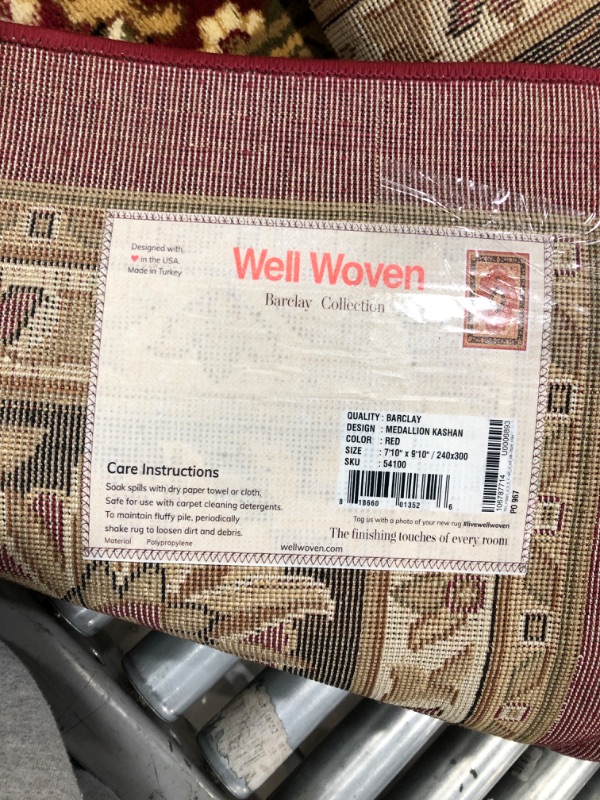 Designed with
❤ in the USA.
Made in Turkey
Well Woven
Barclay Collection
QUALITY : BARCLAY
DESIGN : MEDALLION KASHAN
COLOR : RED
SIZE : 7'10" x 9'10" / 240x300
SKU : 54100
8 18560 01352 6
109787714 U0006893
PO 967
Care Instructions
Soak spills with dry paper towel or cloth,
Safe for use with carpet cleaning detergents.
To maintain fluffy pile, periodically
shake rug to loosen dirt and debris.
Material Polypropylene
Tag us with a photo of your new rug #livewellwoven
The finishing touches of every room
wellwoven.com